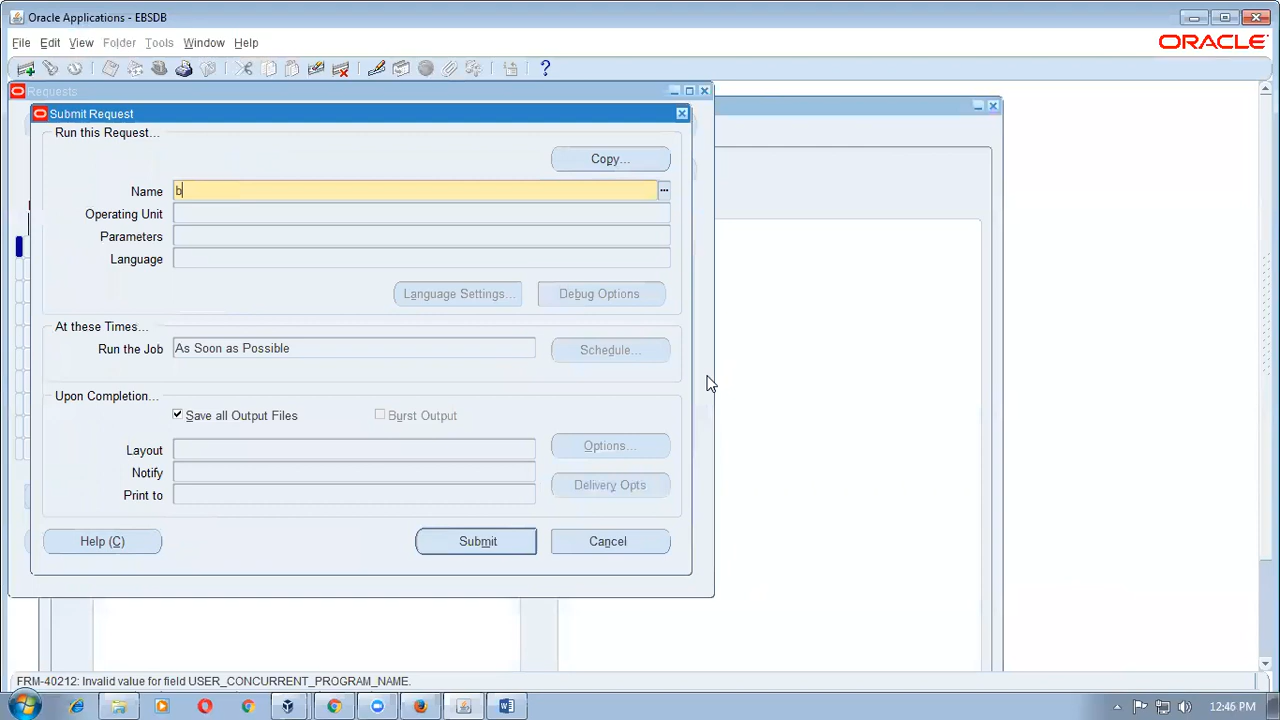 Oracle Applications - EBSDB
File Edit View Folder Tools Window Help
ORACLE
Requests
Submit Request
Run this Request...
Copy...
Name b
Operating Unit
Parameters
Language
Language Settings...
Debug Options
At these Times...
Run the Job As Soon as Possible
Schedule...
Upon Completion...
Save all Output Files
Burst Output
Layout
Options...
Notify
Delivery Opts
Print to
Help (C)
Submit
Cancel
FRM-40212: Invalid value for field USER_CONCURRENT_PROGRAM_NAME.
12:46 PM